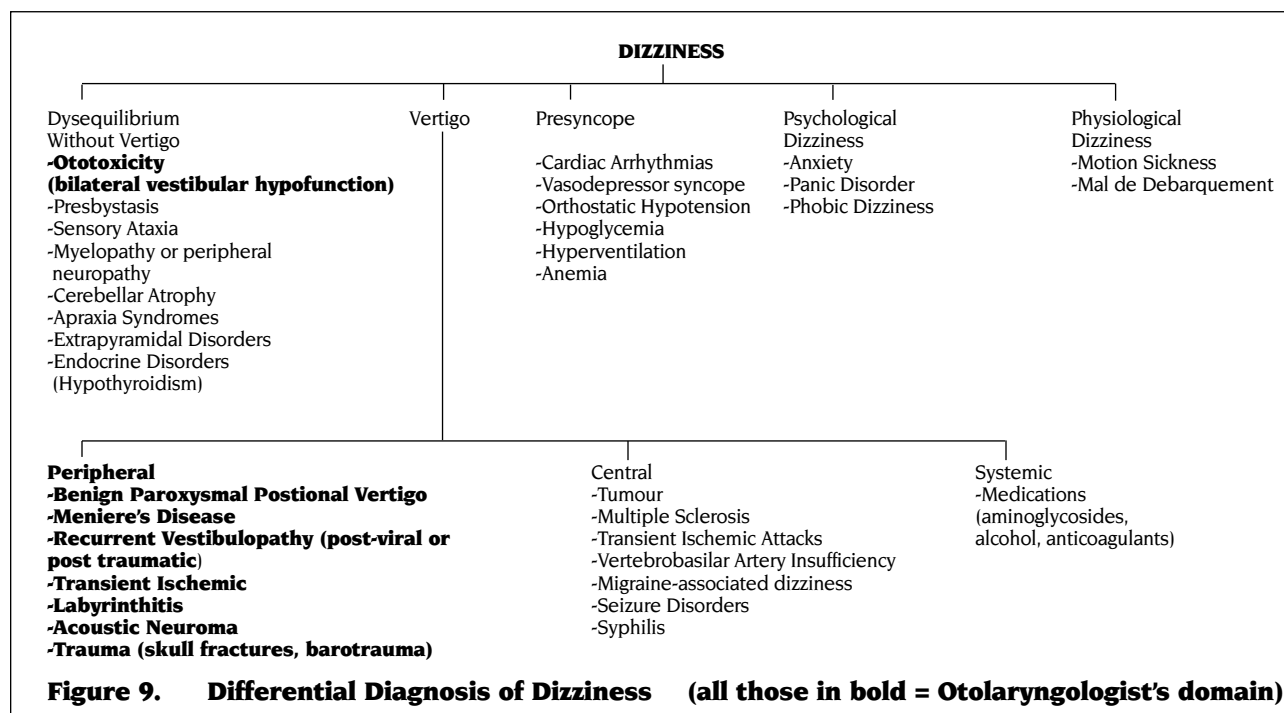 DIZZINESS
Dysequilibrium
Without Vertigo
-Ototoxicity
(bilateral vestibular hypofunction)
-Presbystasis
-Sensory Ataxia
-Myelopathy or peripheral
neuropathy
-Cerebellar Atrophy
-Apraxia Syndromes
-Extrapyramidal Disorders
-Endocrine Disorders
(Hypothyroidism)
Vertigo
Presyncope
-Cardiac Arrhythmias
-Vasodepressor syncope
-Orthostatic Hypotension
-Hypoglycemia
-Hyperventilation
-Anemia
Psychological
Dizziness
-Anxiety
-Panic Disorder
-Phobic Dizziness
Physiological
Dizziness
-Motion Sickness
-Mal de Debarquement
Peripheral
-Benign Paroxysmal Postional Vertigo
-Meniere's Disease
-Recurrent Vestibulopathy (post-viral or
post traumatic)
-Transient Ischemic
-Labyrinthitis
-Acoustic Neuroma
-Trauma (skull fractures, barotrauma)
Central
-Tumour
-Multiple Sclerosis
-Transient Ischemic Attacks
-Vertebrobasilar Artery Insufficiency
-Migraine-associated dizziness
-Seizure Disorders
-Syphilis
Systemic
-Medications
(aminoglycosides,
alcohol, anticoagulants)
Figure 9. Differential Diagnosis of Dizziness (all those in bold = Otolaryngologist's domain)